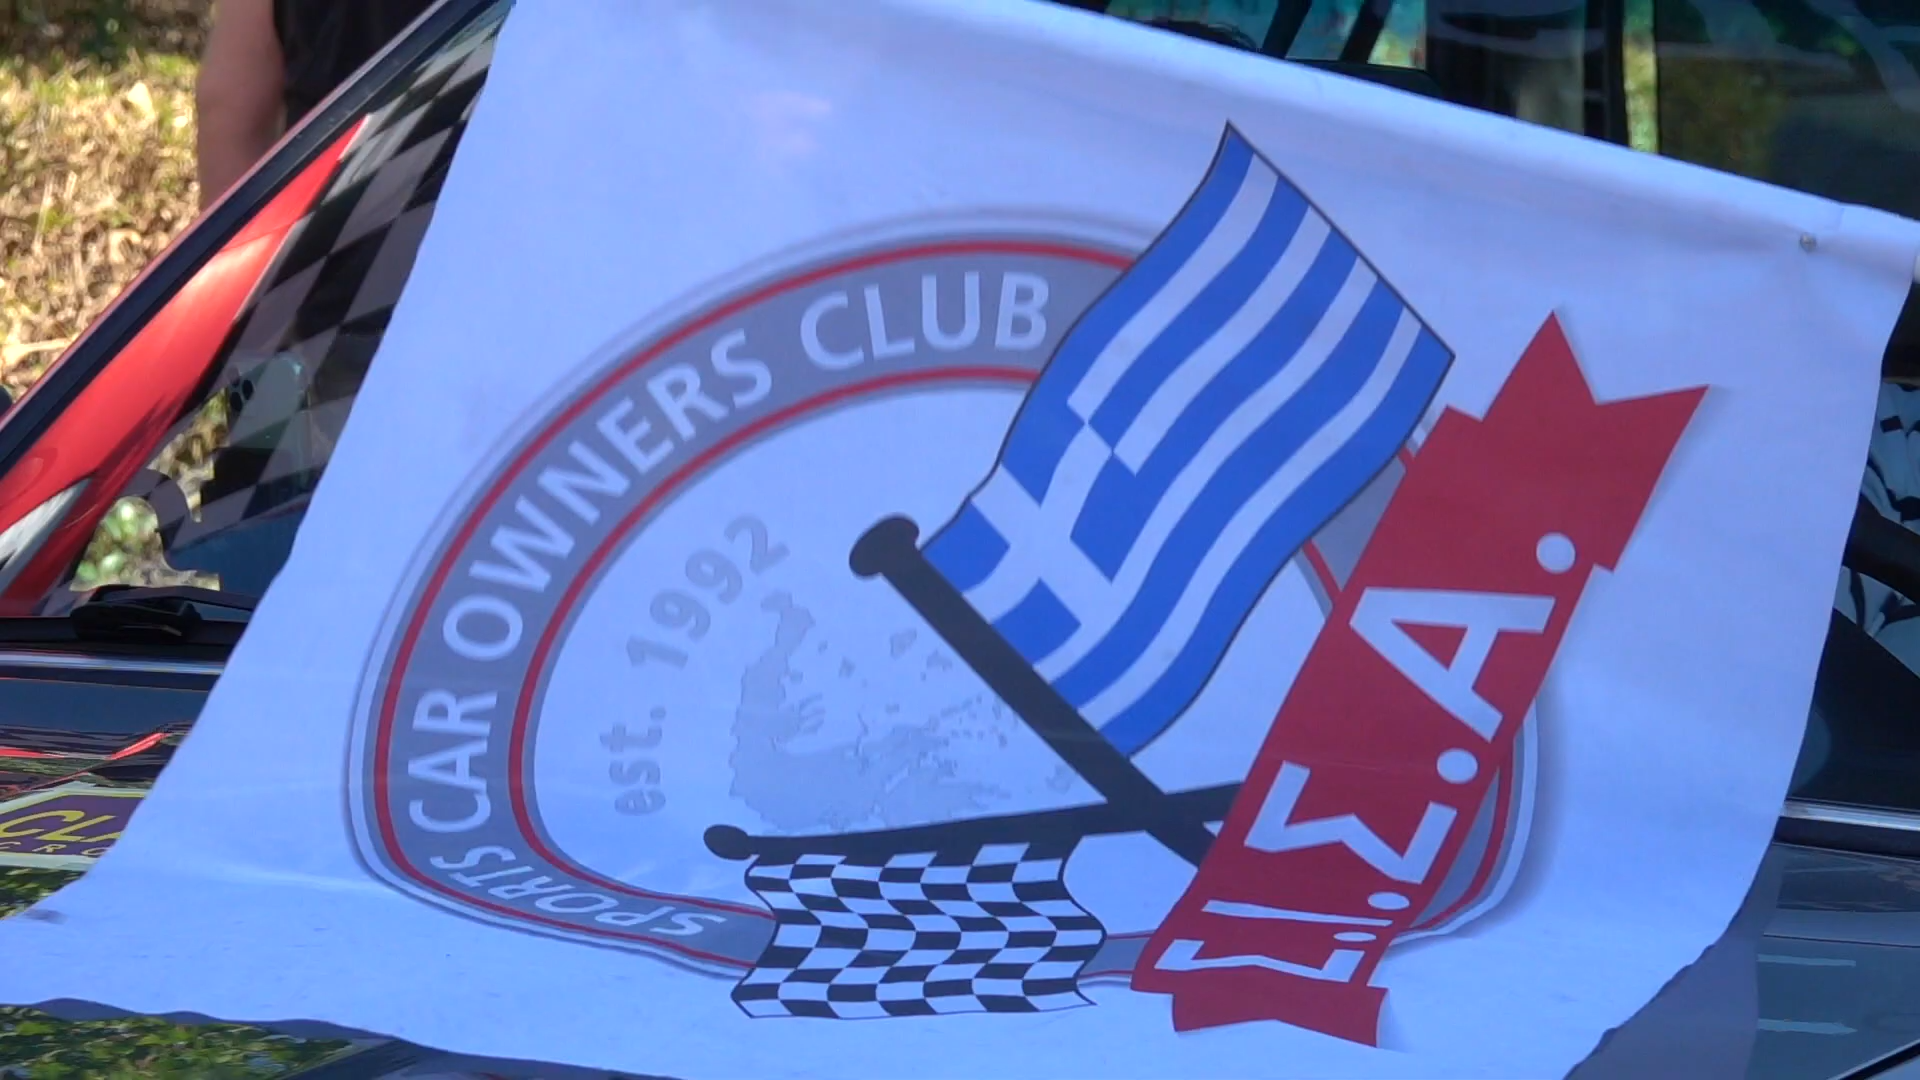 SPORTS CAR OWNERS CLUB
est. 1992
Σ.Ι.Σ.Α.